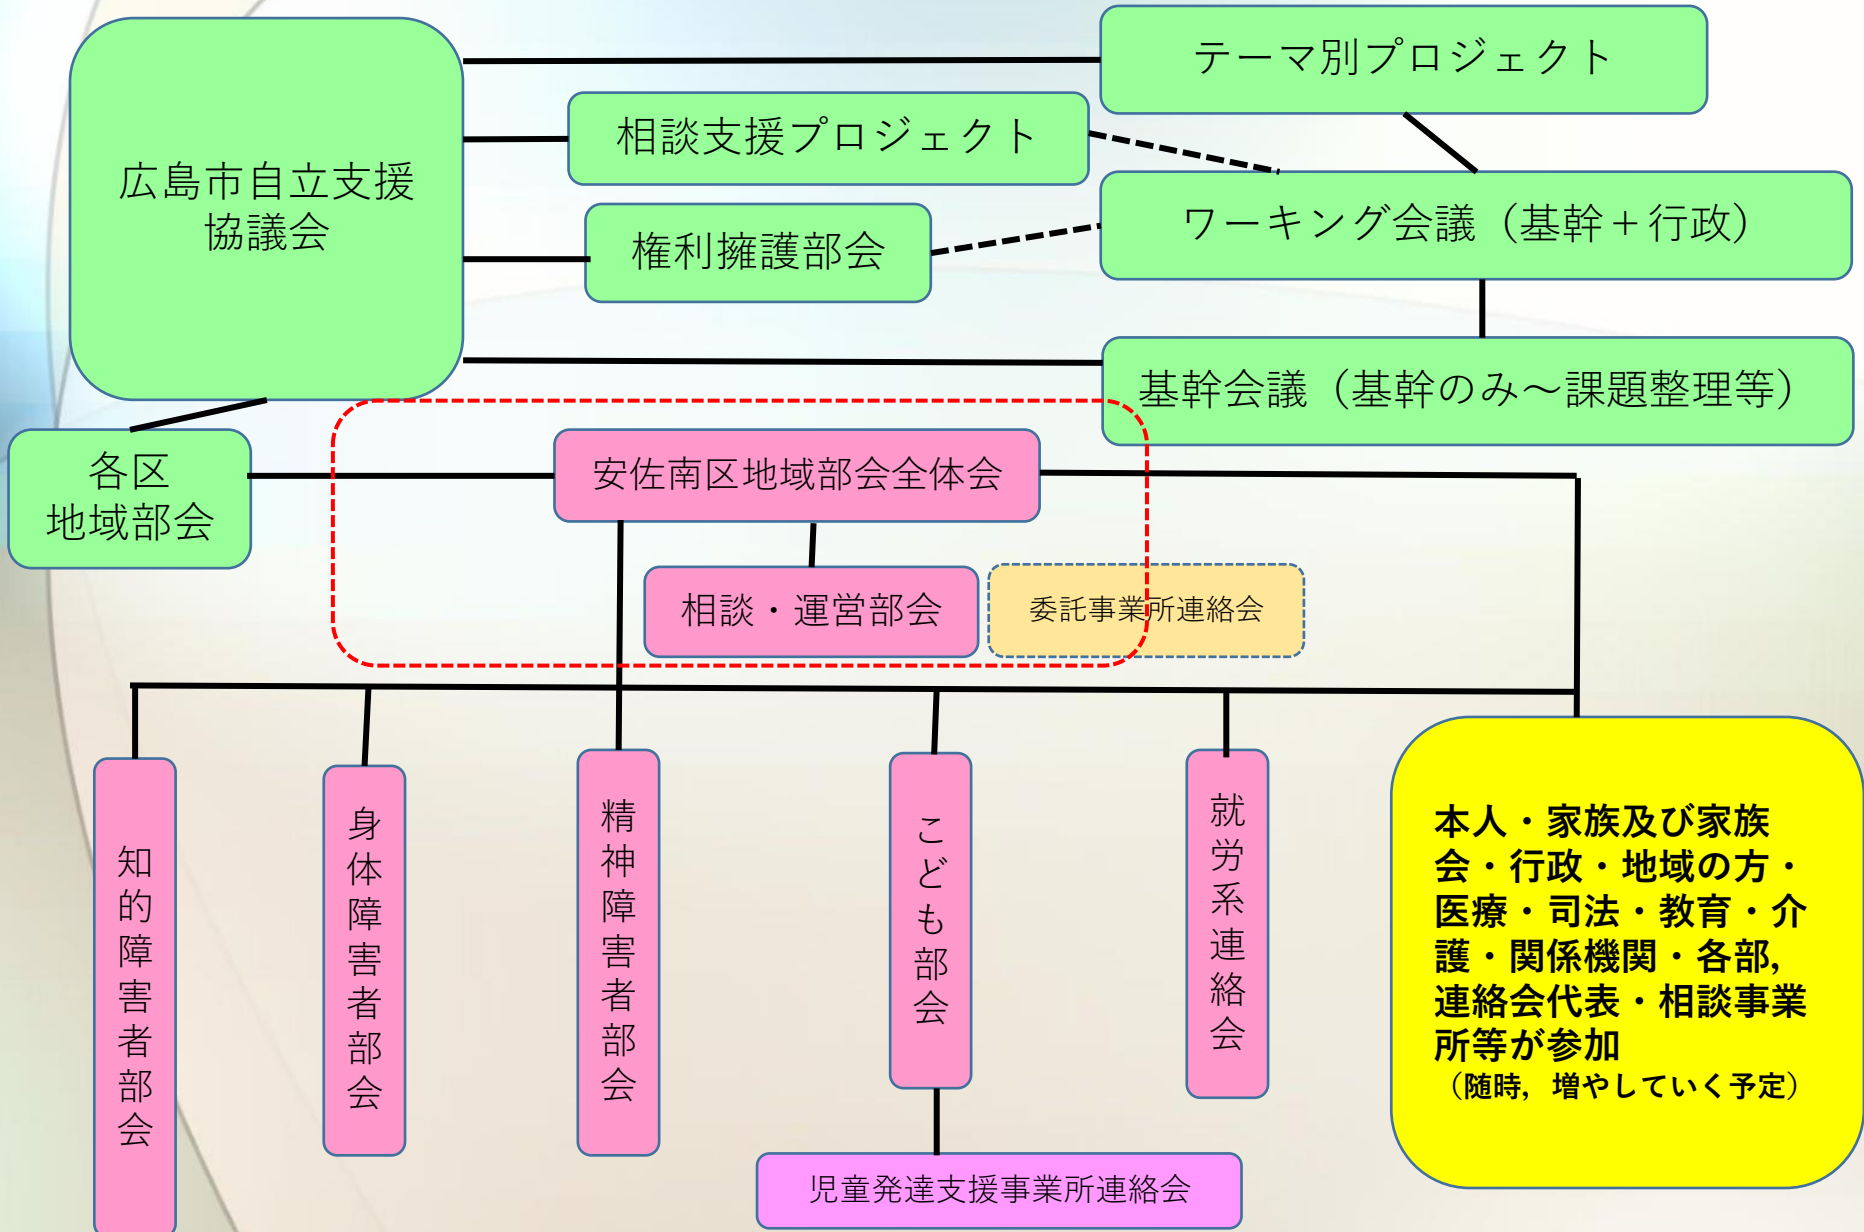 広島市自立支援
協議会
テーマ別プロジェクト
相談支援プロジェクト
ワーキング会議（基幹＋行政）
権利擁護部会
基幹会議（基幹のみ～課題整理等）
各区
地域部会
安佐南区地域部会全体会
相談・運営部会
委託事業所連絡会
知的障害者部会
身体障害者部会
精神障害者部会
こども部会
就労系連絡会
本人・家族及び家族
会・行政・地域の方・
医療・司法・教育・介
護・関係機関・各部,
連絡会代表・相談事業
所等が参加
（随時,増やしていく予定）
児童発達支援事業所連絡会